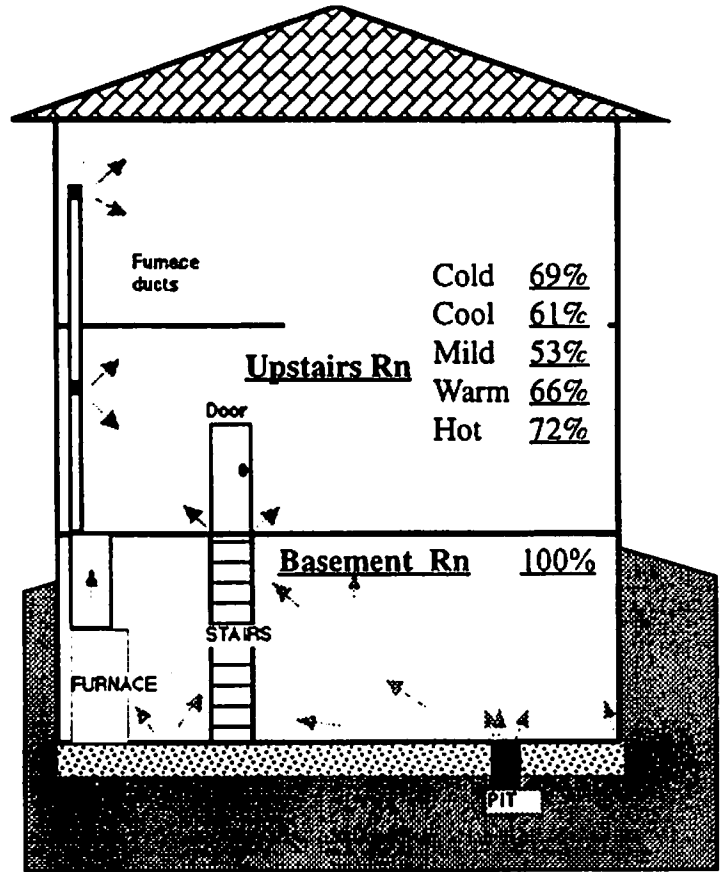 Furnace
ducts
Cold 69%
Cool 61%
Mild 53%
Warm 66%
Hot 72%
Upstairs Rn
Door
Basement Rn 100%
STAIRS
FURNACE
PIT